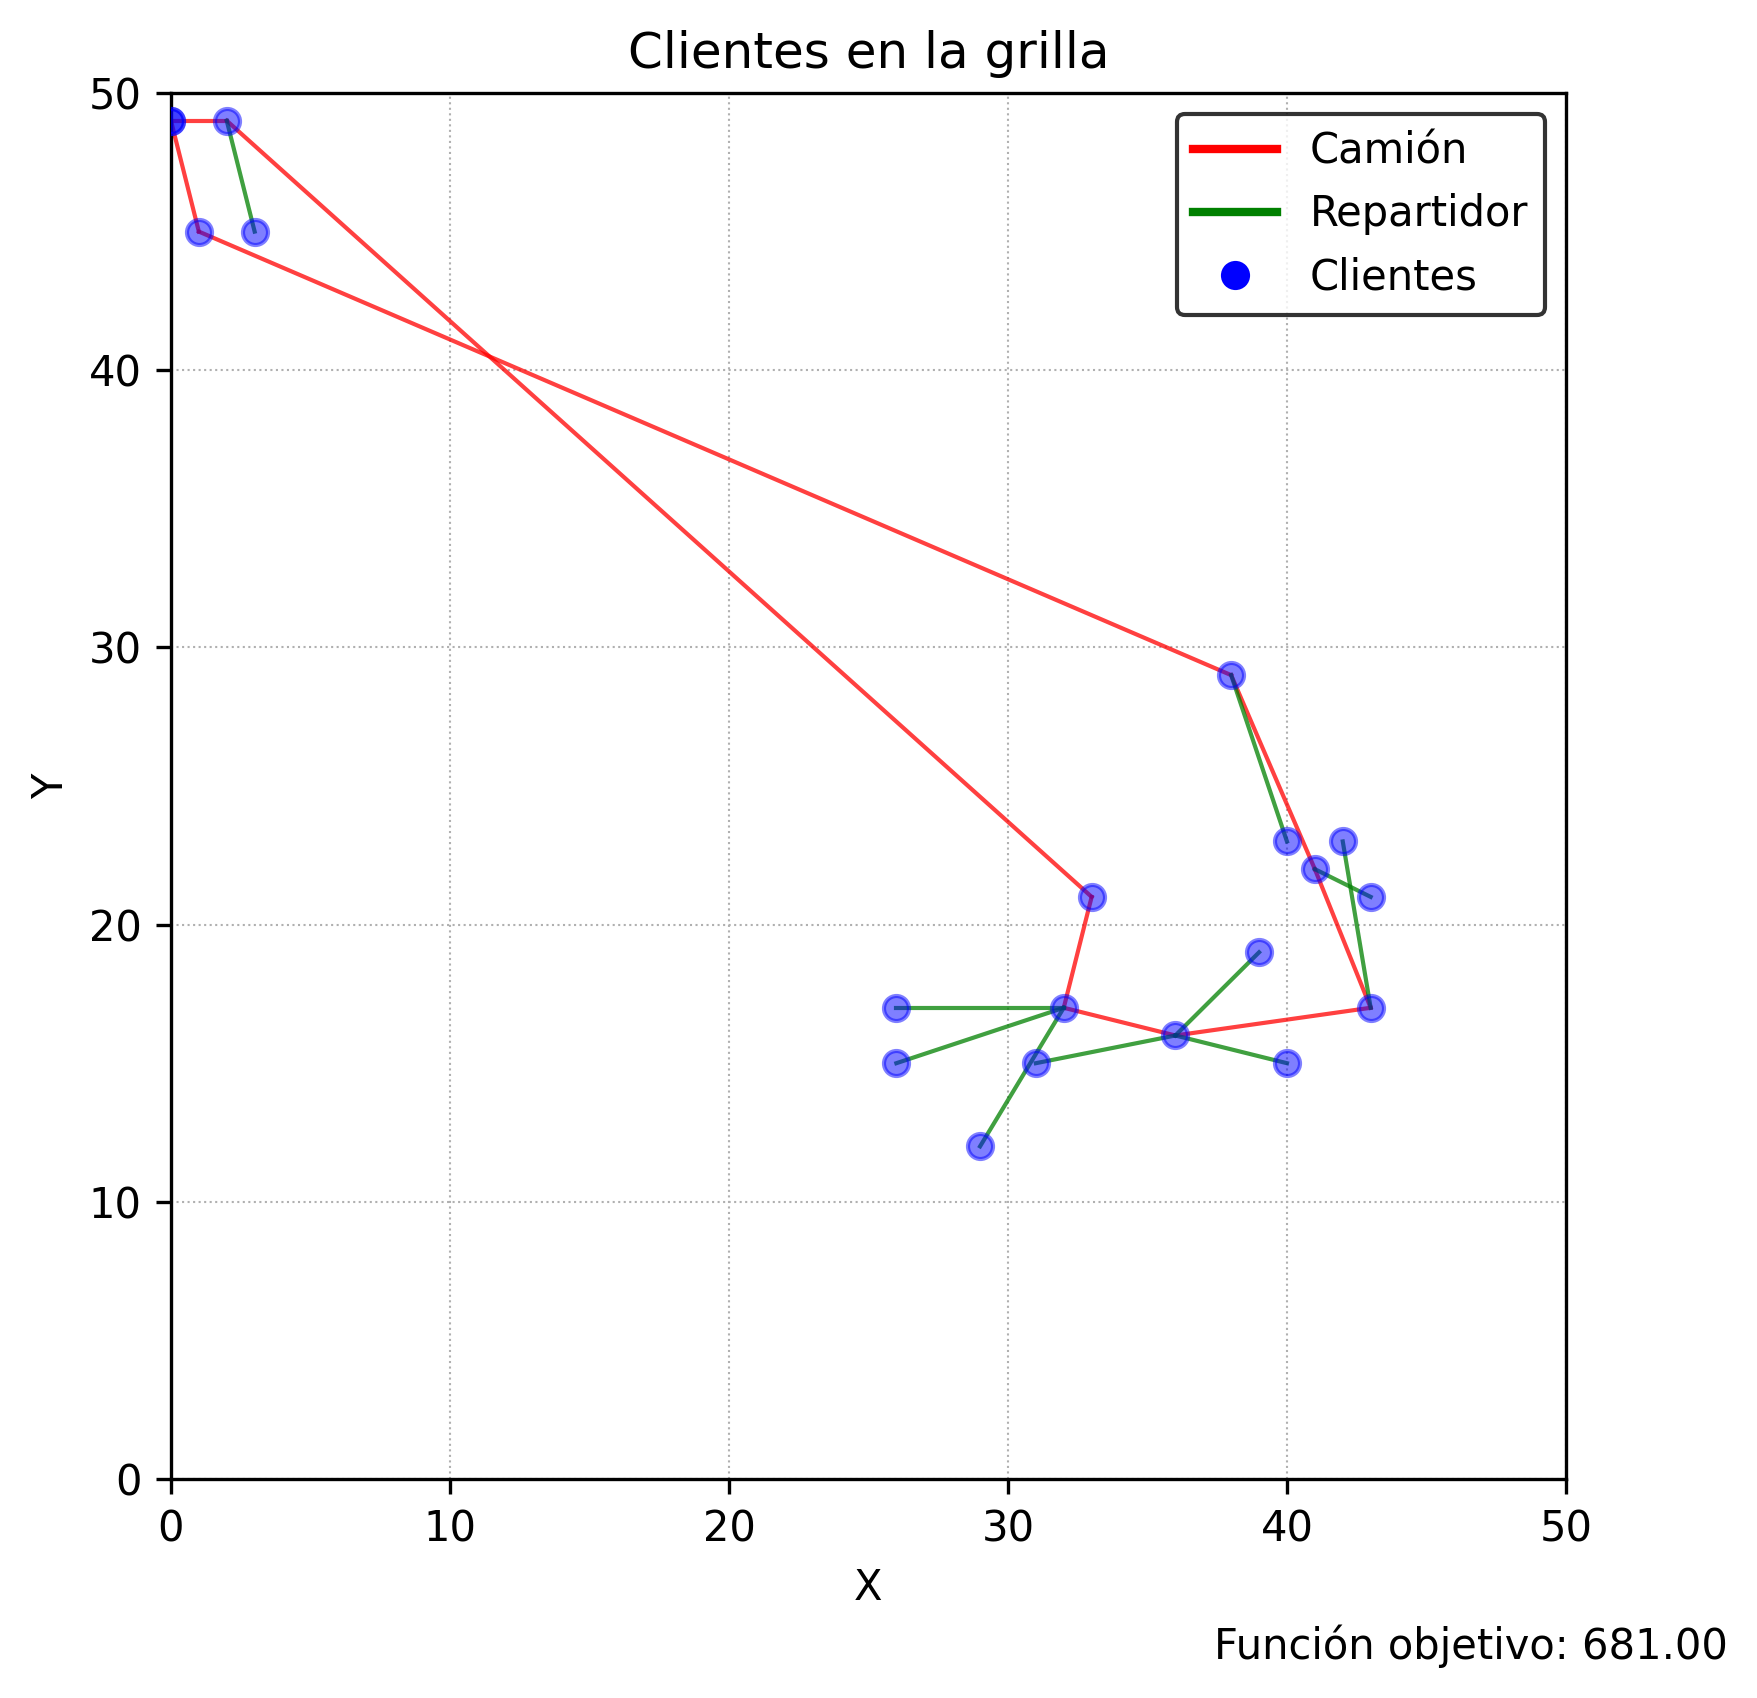 Clientes en la grilla
50
40
30
20
10
0
Y
Camión
Repartidor
Clientes
0 10 20 30 40 50
X
Función objetivo: 681.00